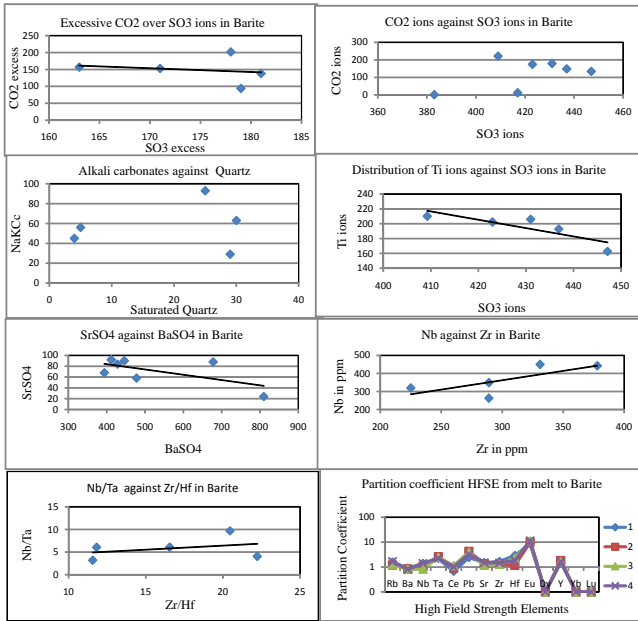 Excessive CO2 over SO3 ions in Barite
CO2 excess
250
200
150
100
50
0
160 165 170 175 180 185
SO3 excess
CO2 ions against SO3 ions in Barite
CO2 ions
300
200
100
0
360 380 400 420 440 460
SO3 ions
Alkali carbonates against Quartz
NaKCc
100
80
60
40
20
0
0 10 20 30 40
Saturated Quartz
Distribution of Ti ions against SO3 ions in Barite
Ti ions
220
200
180
160
140
400 410 420 430 440 450
SO3 ions
SrSO4 against BaSO4 in Barite
SrSO4
100
80
60
40
20
0
300 400 500 600 700 800 900
BaSO4
Nb against Zr in Barite
Nb in ppm
500
400
300
200
200 250 300 350 400
Zr in ppm
Nb/Ta against Zr/Hf in Barite
Nb/Ta
15
10
5
0
10 15 20 25
Zr/Hf
Partition coefficient HFSE from melt to Barite
Partition Coefficient
100
10
1
0
Rb Ba Nb Ta Ce Pb Sr Zr Hf Eu Dy Y Yb Lu
High Field Strength Elements
1
2
3
4